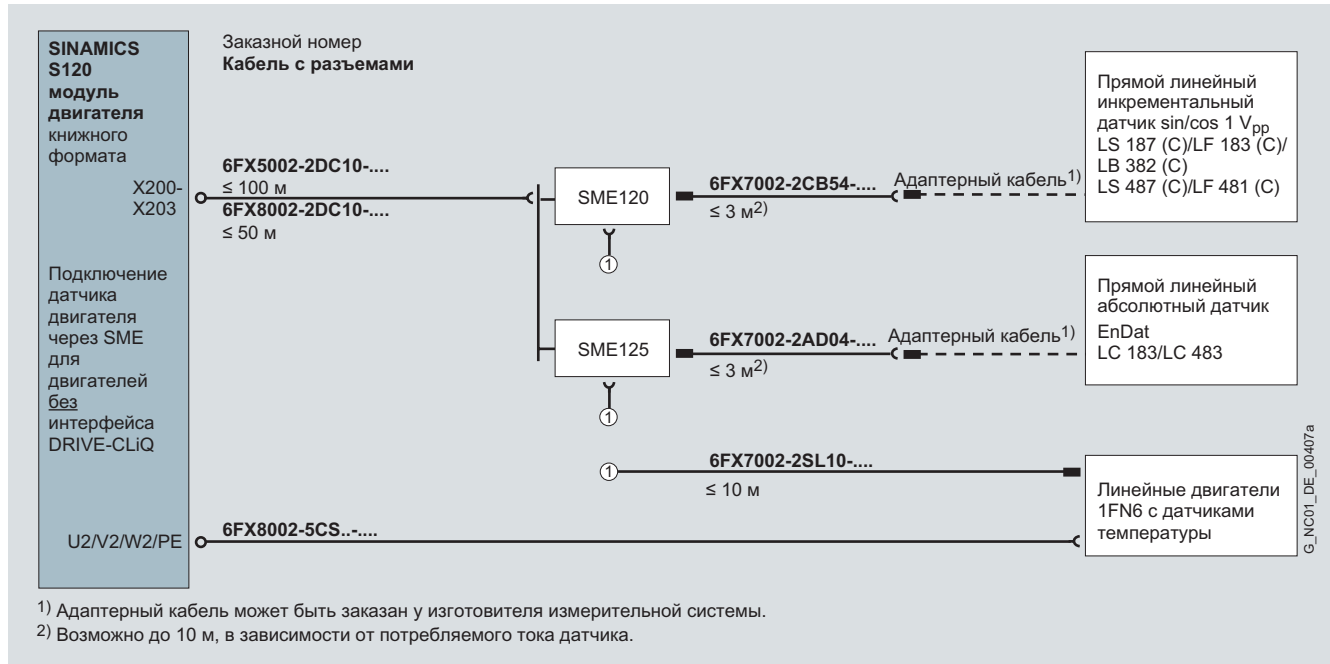 SINAMICS
S120
модуль
двигателя
книжного
формата
X200-
X203
Подключение
датчика
двигателя
через SME
для
двигателей
без
интерфейса
DRIVE-CLiQ
U2/V2/W2/PE
Заказной номер
Кабель с разъемами
6FX5002-2DC10-....
≤ 100 м
6FX8002-2DC10-....
≤ 50 м
SME120
1
6FX7002-2CB54-....
≤ 3 м2)
Адаптерный кабель1)
Прямой линейный
инкрементальный
датчик sin/cos 1 Vpp
LS 187 (C)/LF 183 (C)/
LB 382 (C)
LS 487 (C)/LF 481 (C)
SME125
1
6FX7002-2AD04-....
≤ 3 м2)
Адаптерный кабель1)
Прямой линейный
абсолютный датчик
EnDat
LC 183/LC 483
1
6FX7002-2SL10-....
≤ 10 м
6FX8002-5CS..-....
Линейные двигатели
1FN6 с датчиками
температуры
G_NC01_DE_00407a
1) Адаптерный кабель может быть заказан у изготовителя измерительной системы.
2) Возможно до 10 м, в зависимости от потребляемого тока датчика.